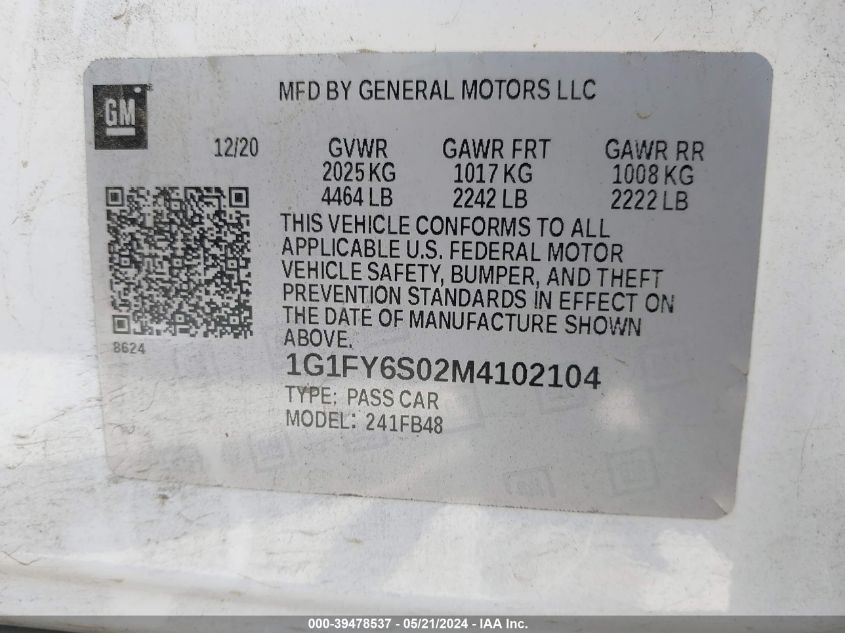 GM
MFD BY GENERAL MOTORS LLC
12/20
GVWR GAWR FRT GAWR RR
2025 KG 1017 KG 1008 KG
4464 LB 2242 LB 2222 LB
THIS VEHICLE CONFORMS TO ALL
APPLICABLE U.S. FEDERAL MOTOR
VEHICLE SAFETY, BUMPER, AND THEFT
PREVENTION STANDARDS IN EFFECT ON
THE DATE OF MANUFACTURE SHOWN
ABOVE.
8624
1G1FY6S02M4102104
TYPE: PASS CAR
MODEL: 241FB48
000-39478537 - 05/21/2024 - IAA Inc.